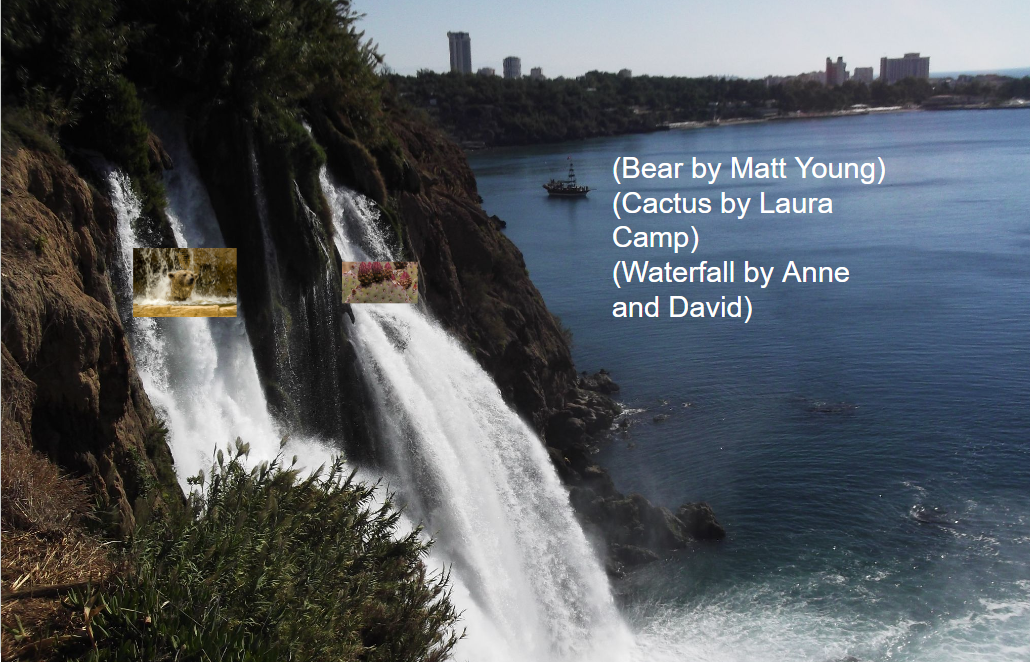 (Bear by Matt Young)
(Cactus by Laura
Camp)
(Waterfall by Anne
and David)